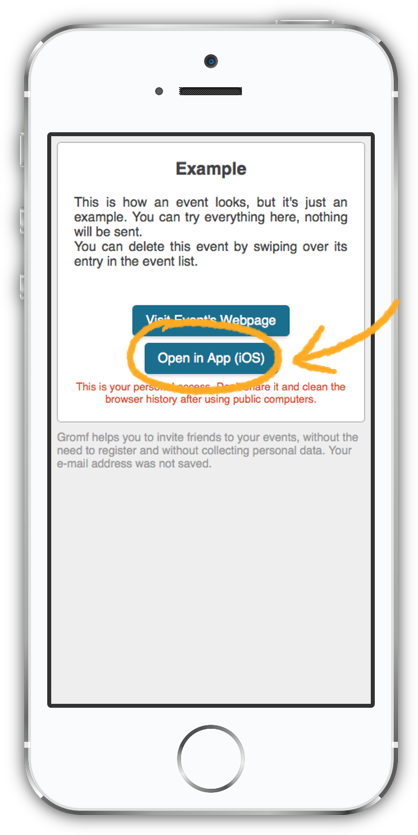 Example
This is how an event looks, but it's just an
example. You can try everything here, nothing
will be sent.
You can delete this event by swiping over its
entry in the event list.
Visit Event's Webpage
Open in App (iOS)
This is your personal access. Don't share it and clean the
browser history after using public computers.
Gromf helps you to invite friends to your events, without the
need to register and without collecting personal data. Your
e-mail address was not saved.